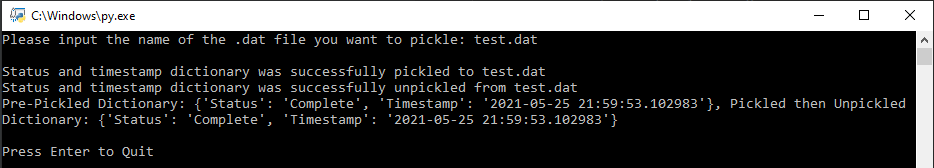 C:\Windows\py.exe
Please input the name of the .dat file you want to pickle: test.dat
Status and timestamp dictionary was successfully pickled to test.dat
Status and timestamp dictionary was successfully unpickled from test.dat
Pre-Pickled Dictionary: {'Status': 'Complete', 'Timestamp': '2021-05-25 21:59:53.102983'}, Pickled then Unpickled
Dictionary: {'Status': 'Complete', 'Timestamp': '2021-05-25 21:59:53.102983'}
Press Enter to Quit